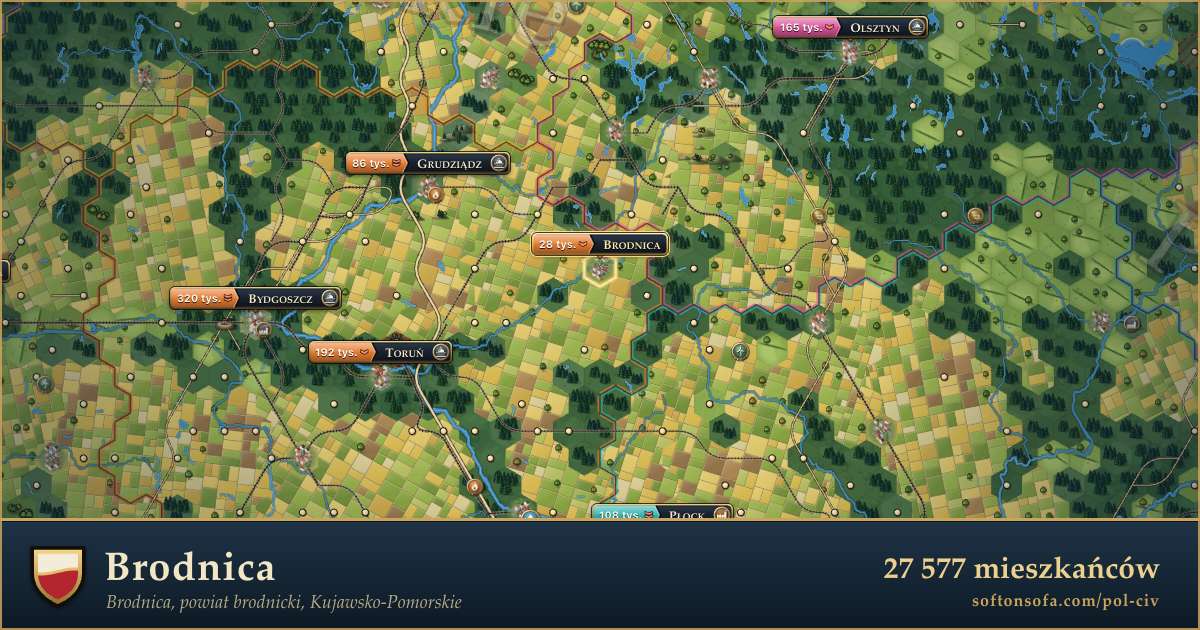 165 tys. OLSZTYN
86 tys. GRUDZIĄDZ
28 tys. BRODNICA
320 tys. BYDGOSZCZ
192 tys. TORUŃ
108 tys. PŁOCK
Brodnica
27 577 mieszkańców
Brodnica, powiat brodnicki, Kujawsko-Pomorskie
softonsofa.com/pol-civ